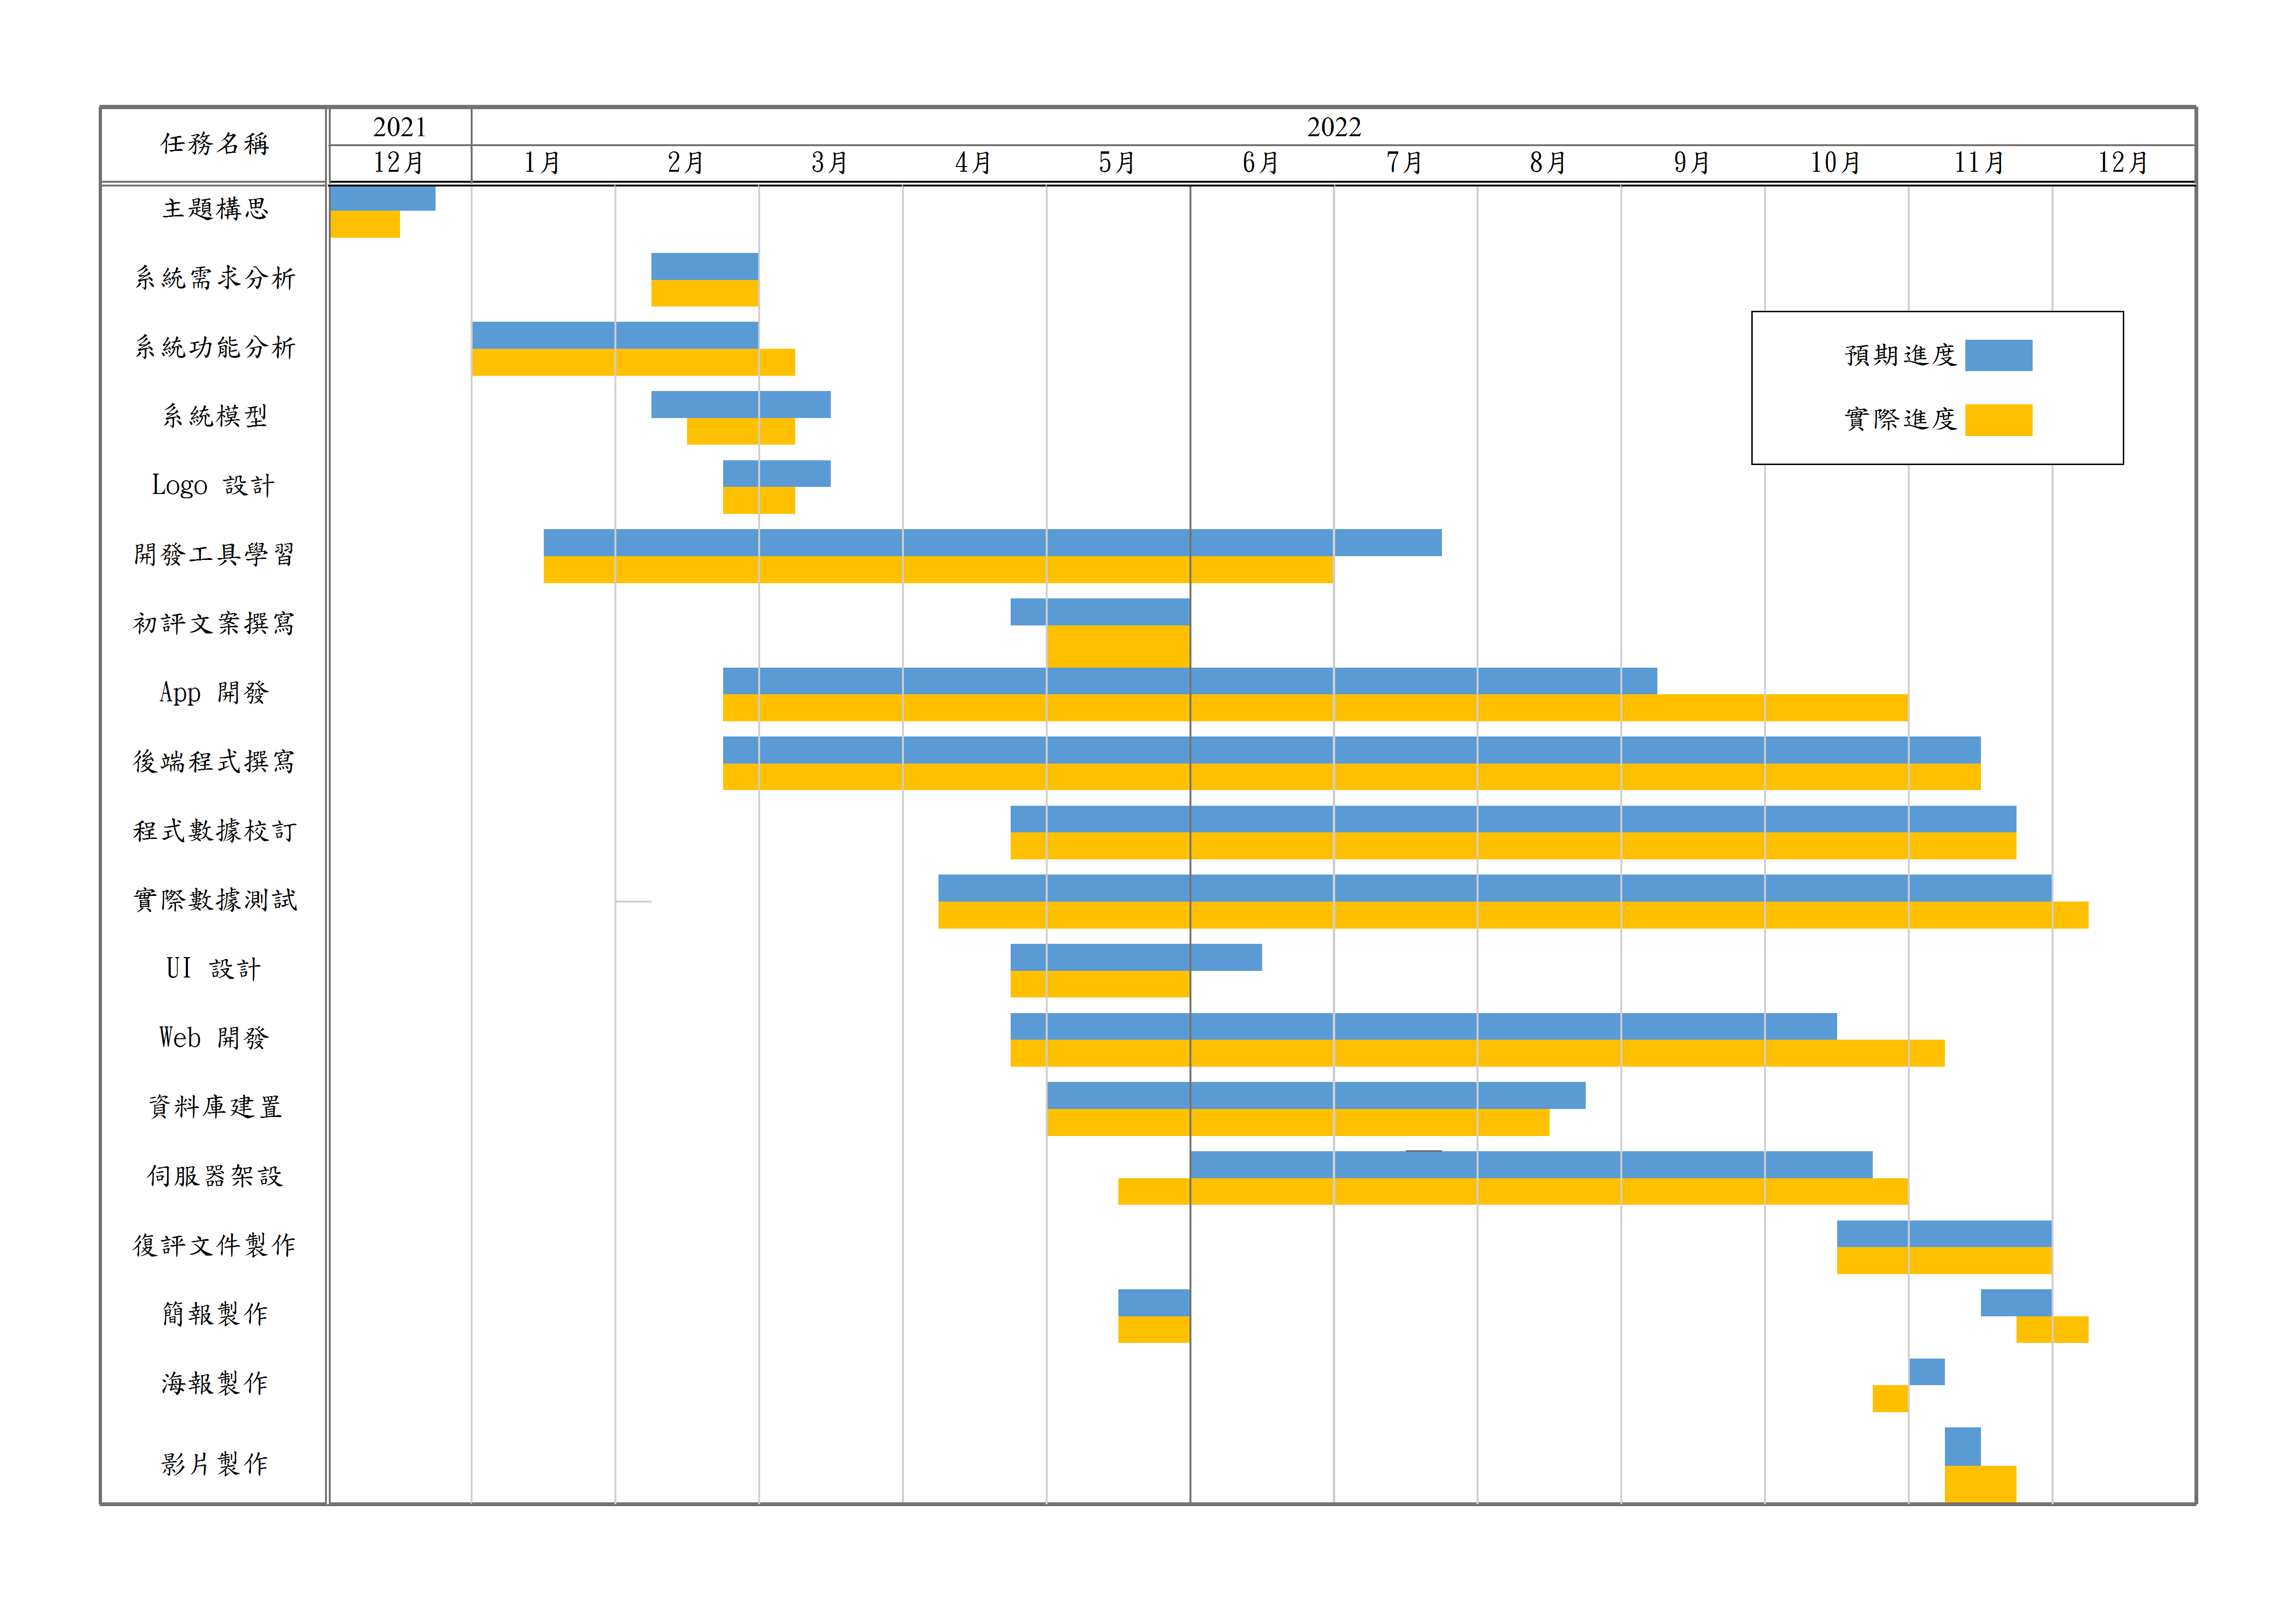 任務名稱
2021
2022
12月
1月
2月
3月
4月
5月
6月
7月
8月
9月
10月
11月
12月
主題構思
系統需求分析
系統功能分析
預期進度
系統模型
實際進度
Logo 設計
開發工具學習
初評文案撰寫
App 開發
後端程式撰寫
程式數據校訂
實際數據測試
UI 設計
Web 開發
資料庫建置
伺服器架設
復評文件製作
簡報製作
海報製作
影片製作